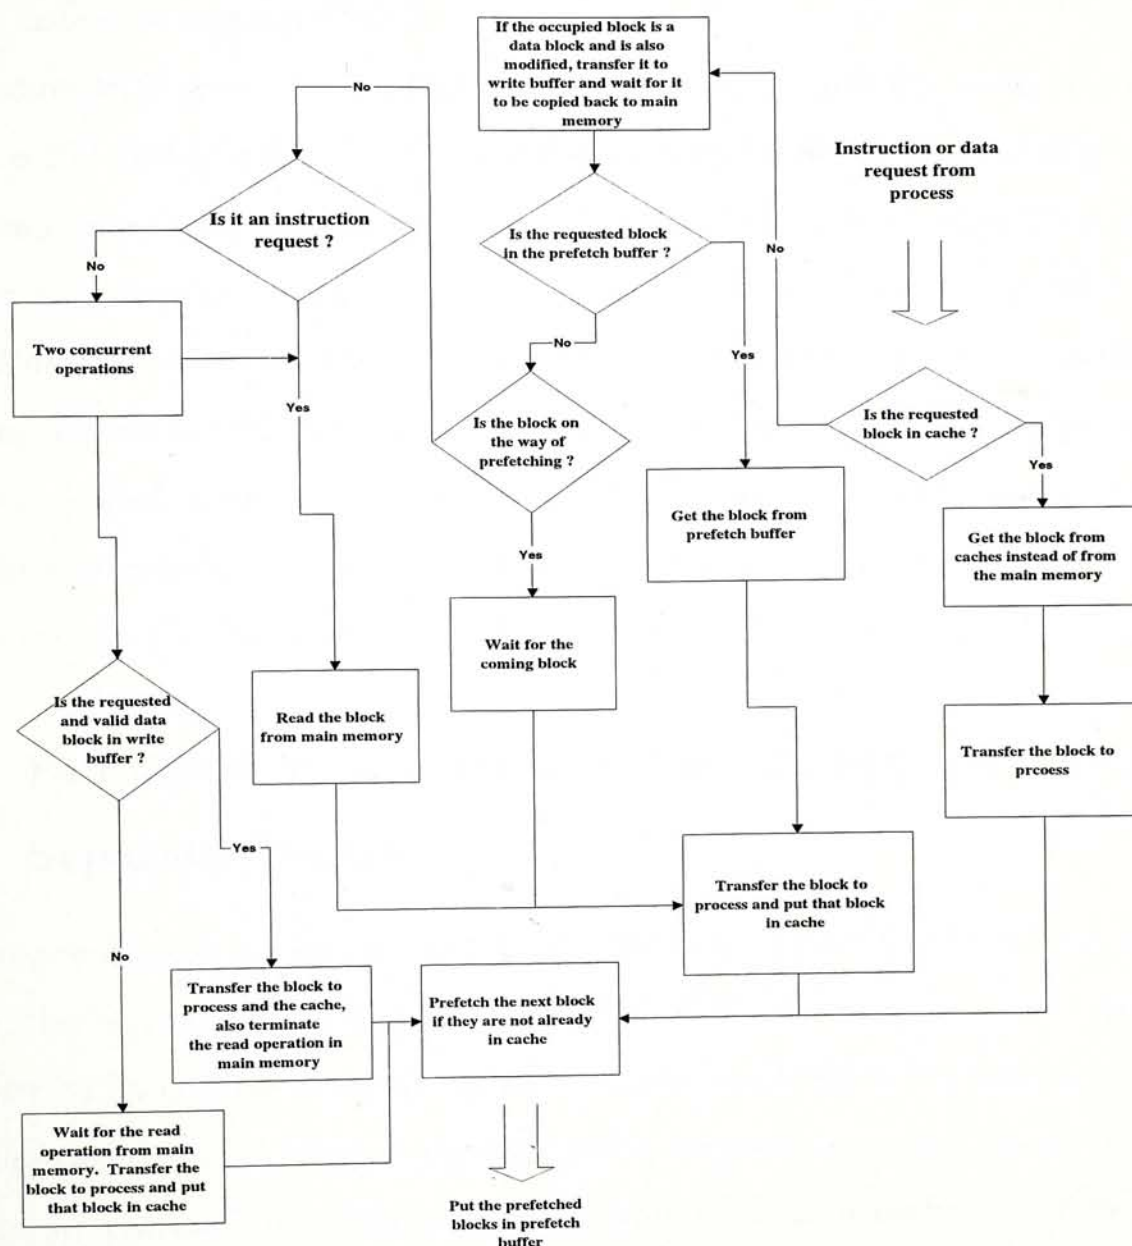 If the occupied block is a
data block and is also
modified, transfer it to
write buffer and wait for it
to be copied back to main
memory
No
Instruction or data
request from
process
Is it an instruction
request ?
Is the requested block
in the prefetch buffer ?
No
No
Two concurrent
operations
No
Yes
Yes
Is the requested
block in cache ?
Is the block on
the way of
prefetching ?
Yes
Get the block from
prefetch buffer
Get the block from
caches instead of from
the main memory
Yes
Wait for the
coming block
Is the requested
and valid data
block in write
buffer ?
Read the block
from main memory
Transfer the block to
prcoess
Yes
Transfer the block to
process and put that block
in cache
No
Transfer the block to
process and the cache,
also terminate
the read operation in
main memory
Prefetch the next block
if they are not already
in cache
Wait for the read
operation from main
memory. Transfer the
block to process and put
that block in cache
Put the prefetched
blocks in prefetch
buffer